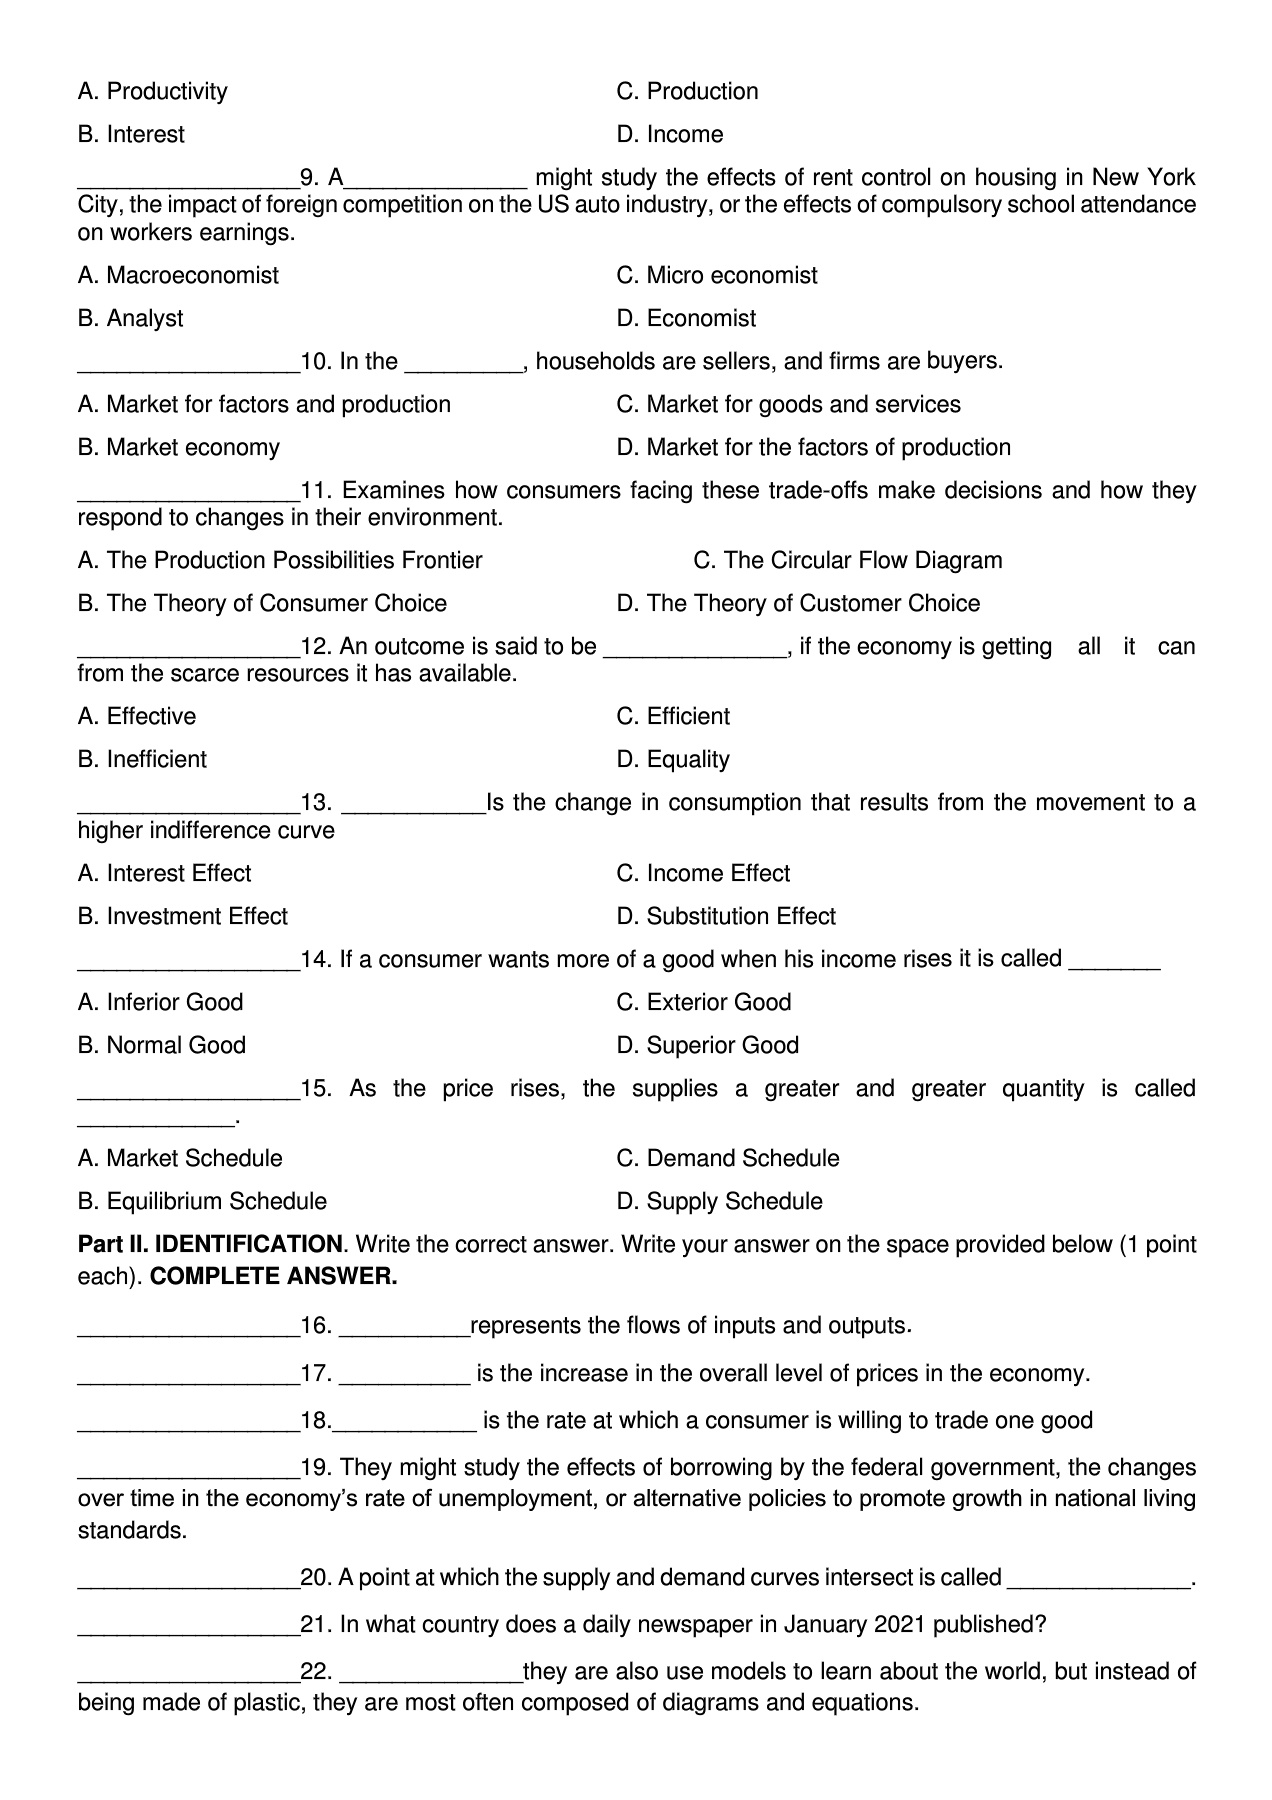 A. Productivity C. Production
B. Interest D. Income
_________________9. A______________ might study the effects of rent control on housing in New York
City, the impact of foreign competition on the US auto industry, or the effects of compulsory school attendance
on workers earnings.
A. Macroeconomist C. Micro economist
B. Analyst D. Economist
_________________10. In the _________, households are sellers, and firms are buyers.
A. Market for factors and production C. Market for goods and services
B. Market economy D. Market for the factors of production
_________________11. Examines how consumers facing these trade-offs make decisions and how they
respond to changes in their environment.
A. The Production Possibilities Frontier C. The Circular Flow Diagram
B. The Theory of Consumer Choice D. The Theory of Customer Choice
_________________12. An outcome is said to be ______________, if the economy is getting all it can
from the scarce resources it has available.
A. Effective C. Efficient
B. Inefficient D. Equality
_________________13. ___________Is the change in consumption that results from the movement to a
higher indifference curve
A. Interest Effect C. Income Effect
B. Investment Effect D. Substitution Effect
_________________14. If a consumer wants more of a good when his income rises it is called _______
A. Inferior Good C. Exterior Good
B. Normal Good D. Superior Good
_________________15. As the price rises, the supplies a greater and greater quantity is called
____________.
A. Market Schedule C. Demand Schedule
B. Equilibrium Schedule D. Supply Schedule
Part II. IDENTIFICATION. Write the correct answer. Write your answer on the space provided below (1 point
each). COMPLETE ANSWER.
_________________16. __________represents the flows of inputs and outputs.
_________________17. __________ is the increase in the overall level of prices in the economy.
_________________18.___________ is the rate at which a consumer is willing to trade one good
_________________19. They might study the effects of borrowing by the federal government, the changes
over time in the economy’s rate of unemployment, or alternative policies to promote growth in national living
standards.
_________________20. A point at which the supply and demand curves intersect is called ______________.
_________________21. In what country does a daily newspaper in January 2021 published?
_________________22. ______________they are also use models to learn about the world, but instead of
being made of plastic, they are most often composed of diagrams and equations.